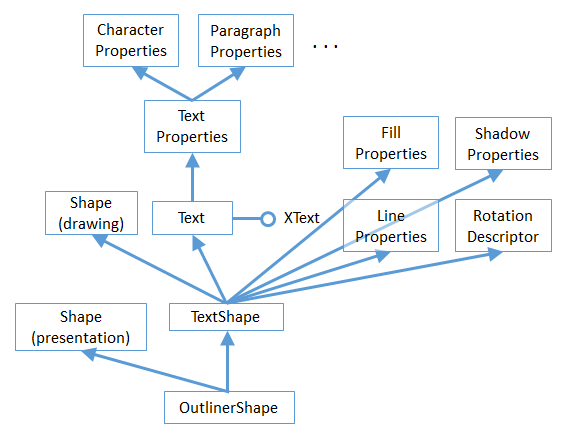 Character
Properties
Paragraph
Properties
. . .
Text
Properties
Fill
Properties
Shadow
Properties
Shape
(drawing)
Text
XText
Line
Properties
Rotation
Descriptor
Shape
(presentation)
TextShape
OutlinerShape